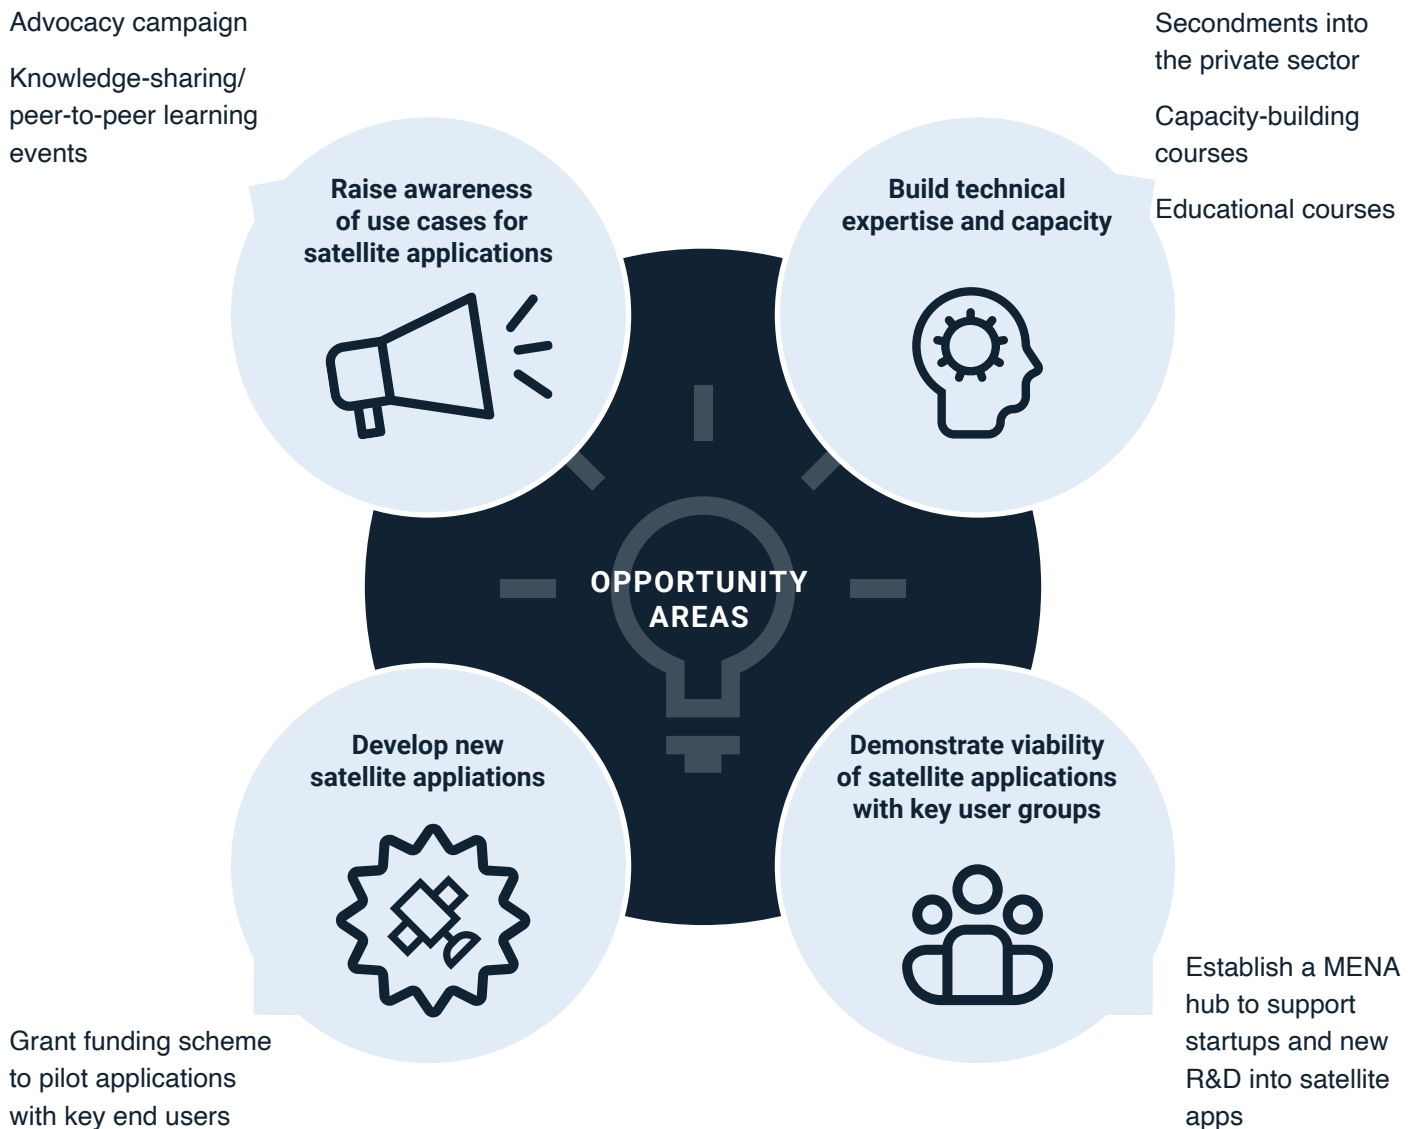 Advocacy campaign
Knowledge-sharing/
peer-to-peer learning
events
Raise awareness
of use cases for
satellite applications
Secondments into
the private sector
Capacity-building
courses
Educational courses
Build technical
expertise and capacity
OPPORTUNITY
AREAS
Develop new
satellite appliations
Grant funding scheme
to pilot applications
with key end users
Demonstrate viability
of satellite applications
with key user groups
Establish a MENA
hub to support
startups and new
R&D into satellite
apps